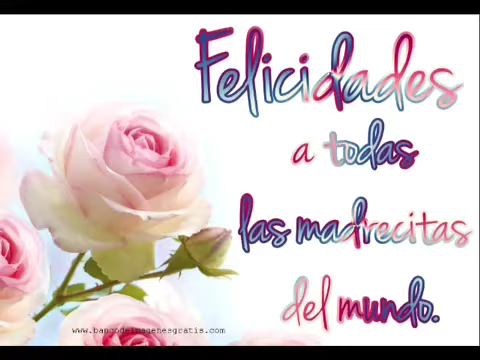 Felicidades
a todas
las madrecitas
del mundo.
www.bancodeimagenesgratis.com